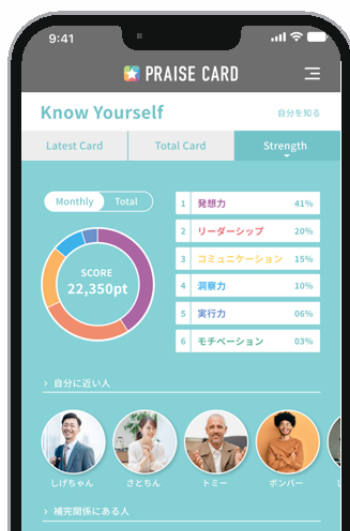 9:41
PRAISE CARD
Know Yourself
自分を知る
Latest Card
Total Card
Strength
Monthly
Total
SCORE
22,350pt
1 発想力 41%
2 リーダーシップ 20%
3 コミュニケーション 15%
4 洞察力 10%
5 実行力 06%
6 モチベーション 03%
› 自分に近い人
しげちゃん
さとちん
トミー
ボンバー
› 補完関係にある人